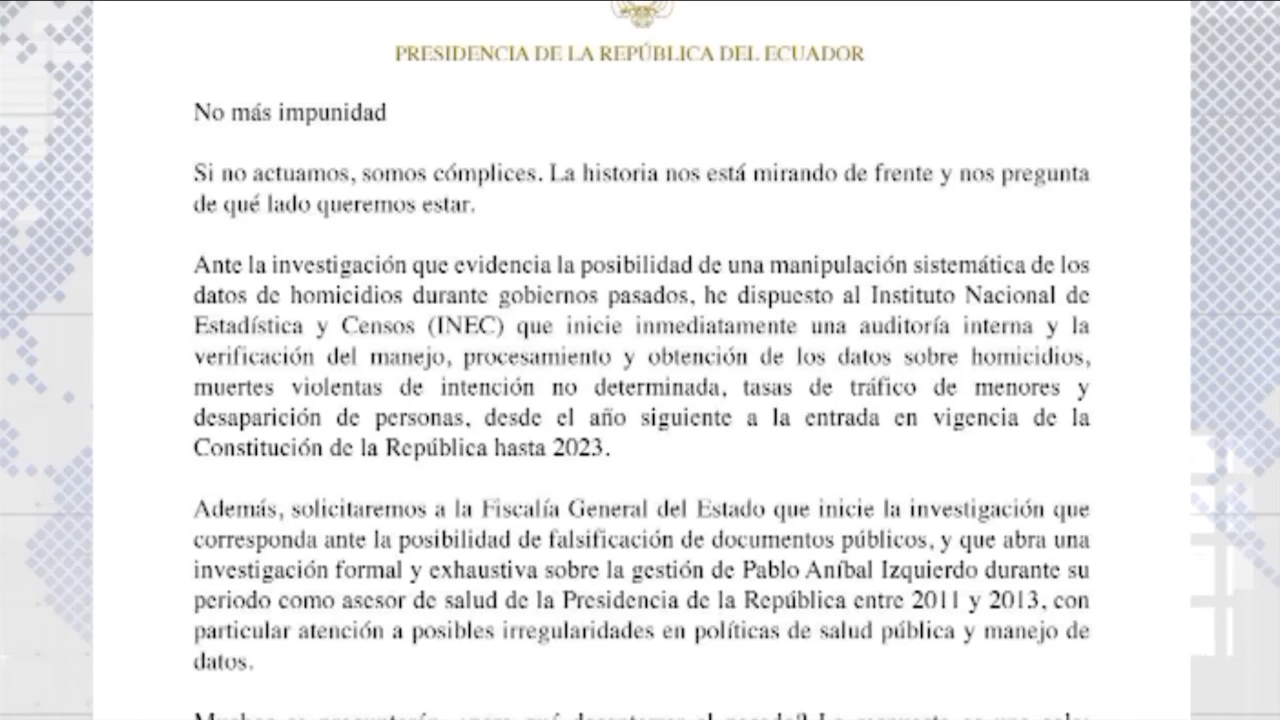 PRESIDENCIA DE LA REPÚBLICA DEL ECUADOR
No más impunidad
Si no actuamos, somos cómplices. La historia nos está mirando de frente y nos pregunta
de qué lado queremos estar.
Ante la investigación que evidencia la posibilidad de una manipulación sistemática de los
datos de homicidios durante gobiernos pasados, he dispuesto al Instituto Nacional de
Estadística y Censos (INEC) que inicie inmediatamente una auditoría interna y la
verificación del manejo, procesamiento y obtención de los datos sobre homicidios,
muertes violentas de intención no determinada, tasas de tráfico de menores y
desaparición de personas, desde el año siguiente a la entrada en vigencia de la
Constitución de la República hasta 2023.
Además, solicitaremos a la Fiscalía General del Estado que inicie la investigación que
corresponda ante la posibilidad de falsificación de documentos públicos, y que abra una
investigación formal y exhaustiva sobre la gestión de Pablo Aníbal Izquierdo durante su
periodo como asesor de salud de la Presidencia de la República entre 2011 y 2013, con
particular atención a posibles irregularidades en políticas de salud pública y manejo de
datos.